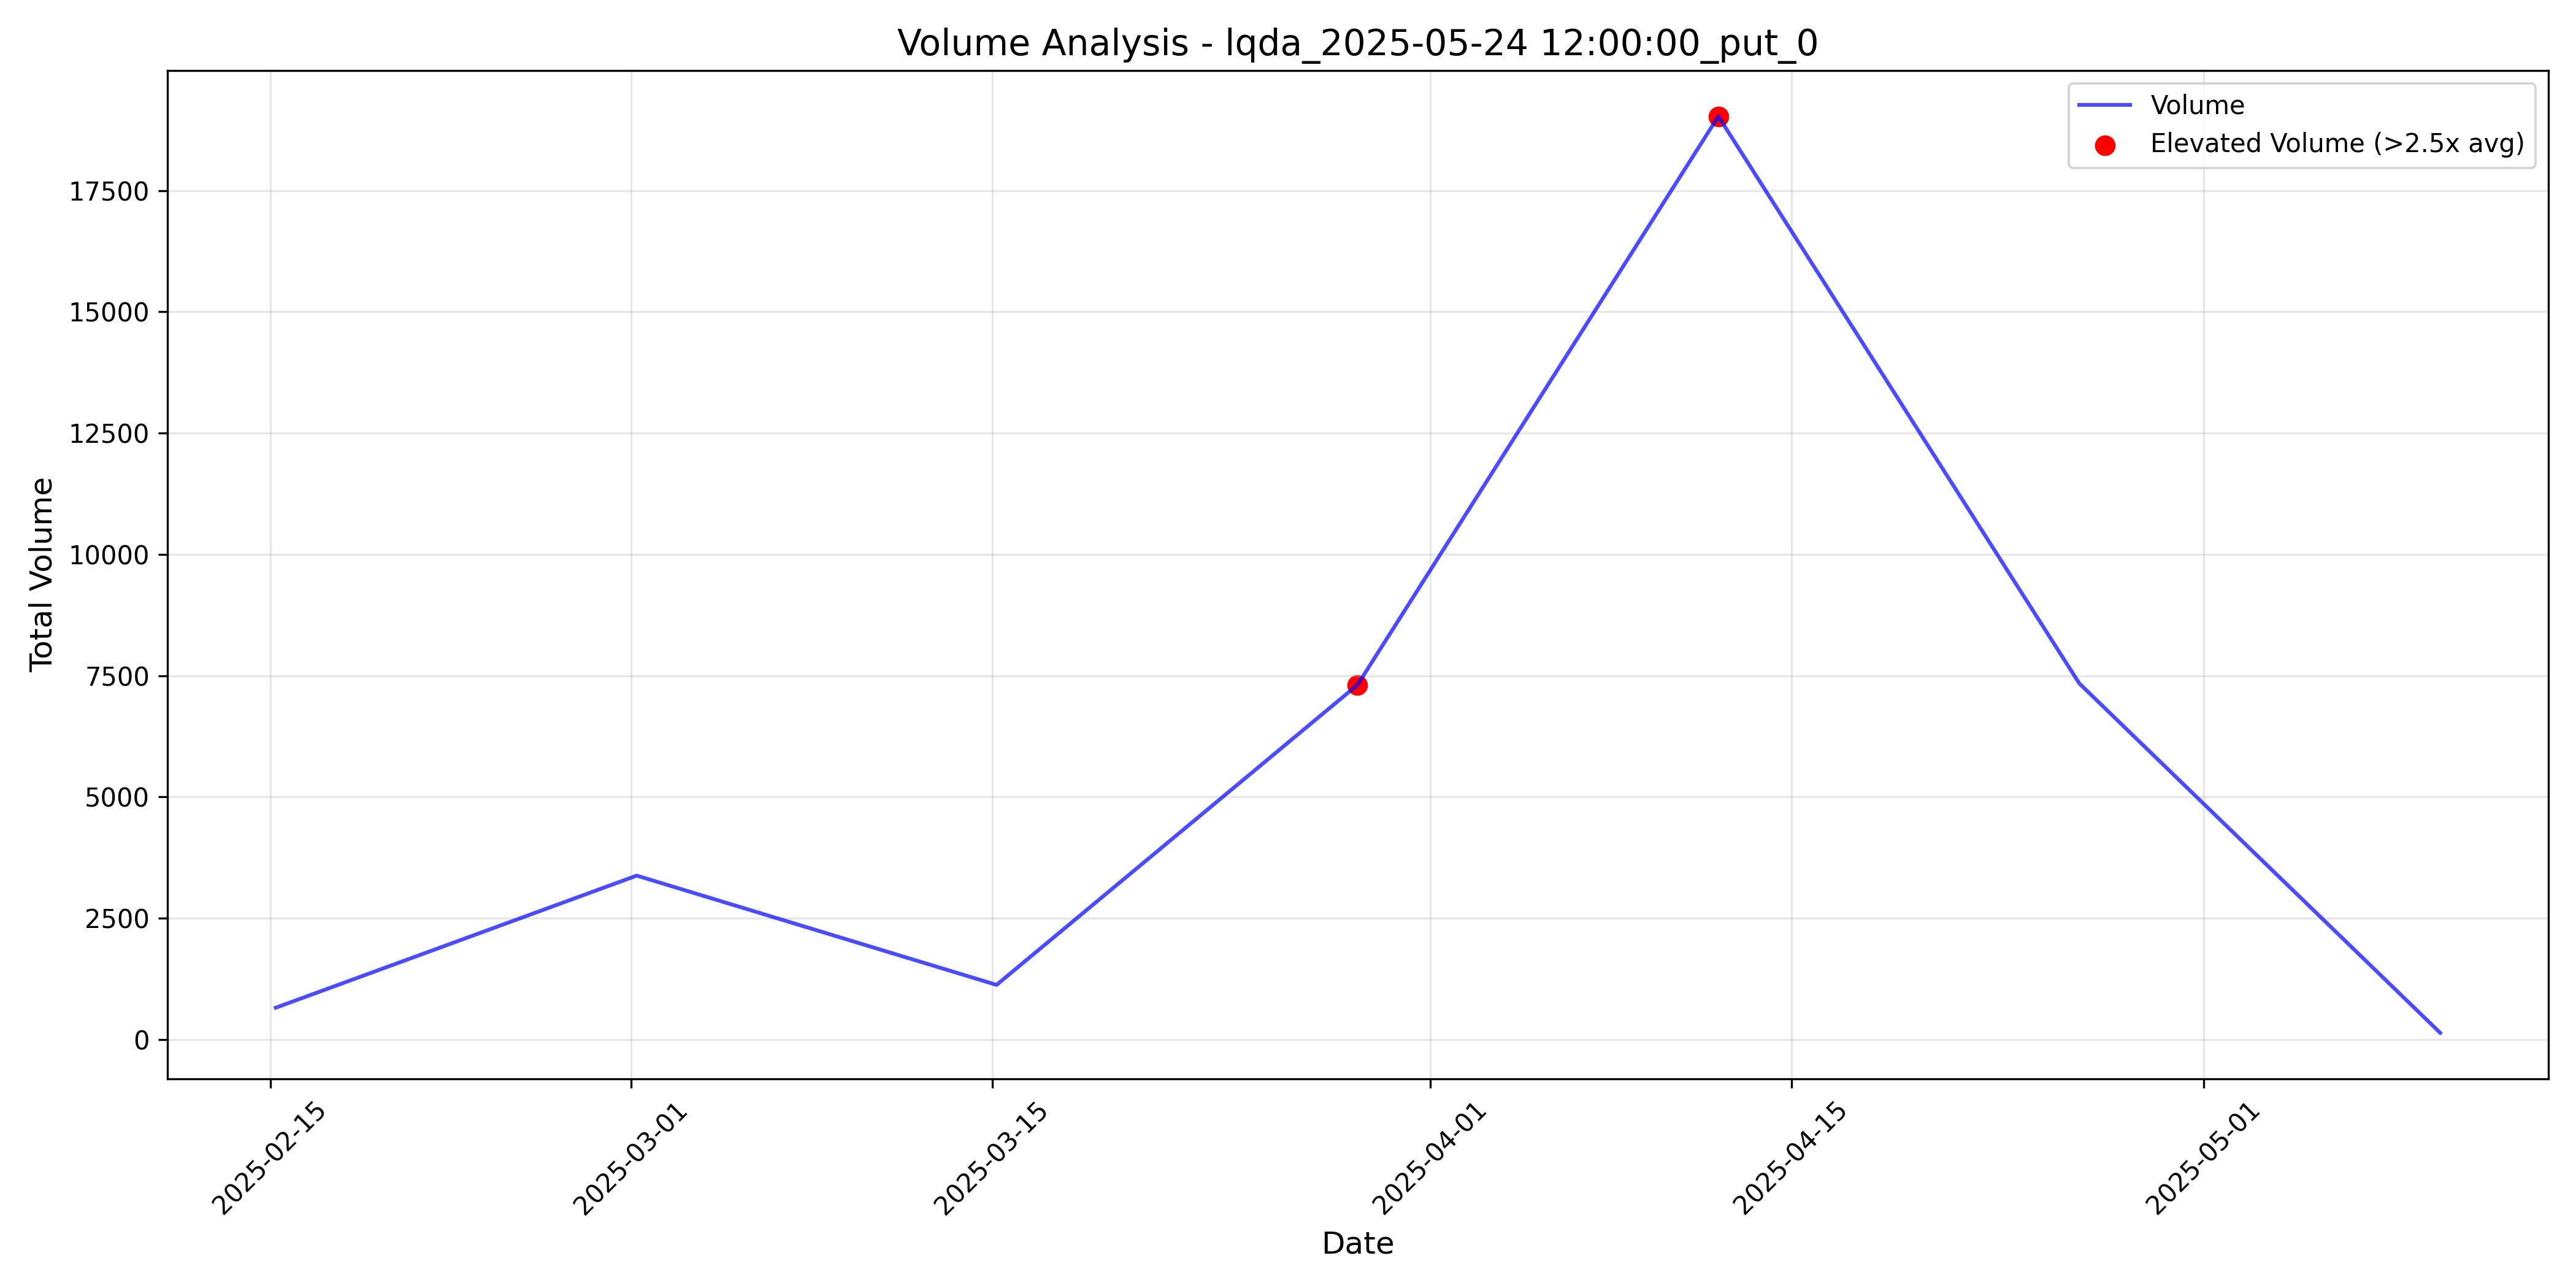 Volume Analysis - lqda_2025-05-24 12:00:00_put_0
Volume
Elevated Volume (>2.5x avg)
Total Volume
17500
15000
12500
10000
7500
5000
2500
0
2025-02-15
2025-03-01
2025-03-15
2025-04-01
2025-04-15
2025-05-01
Date